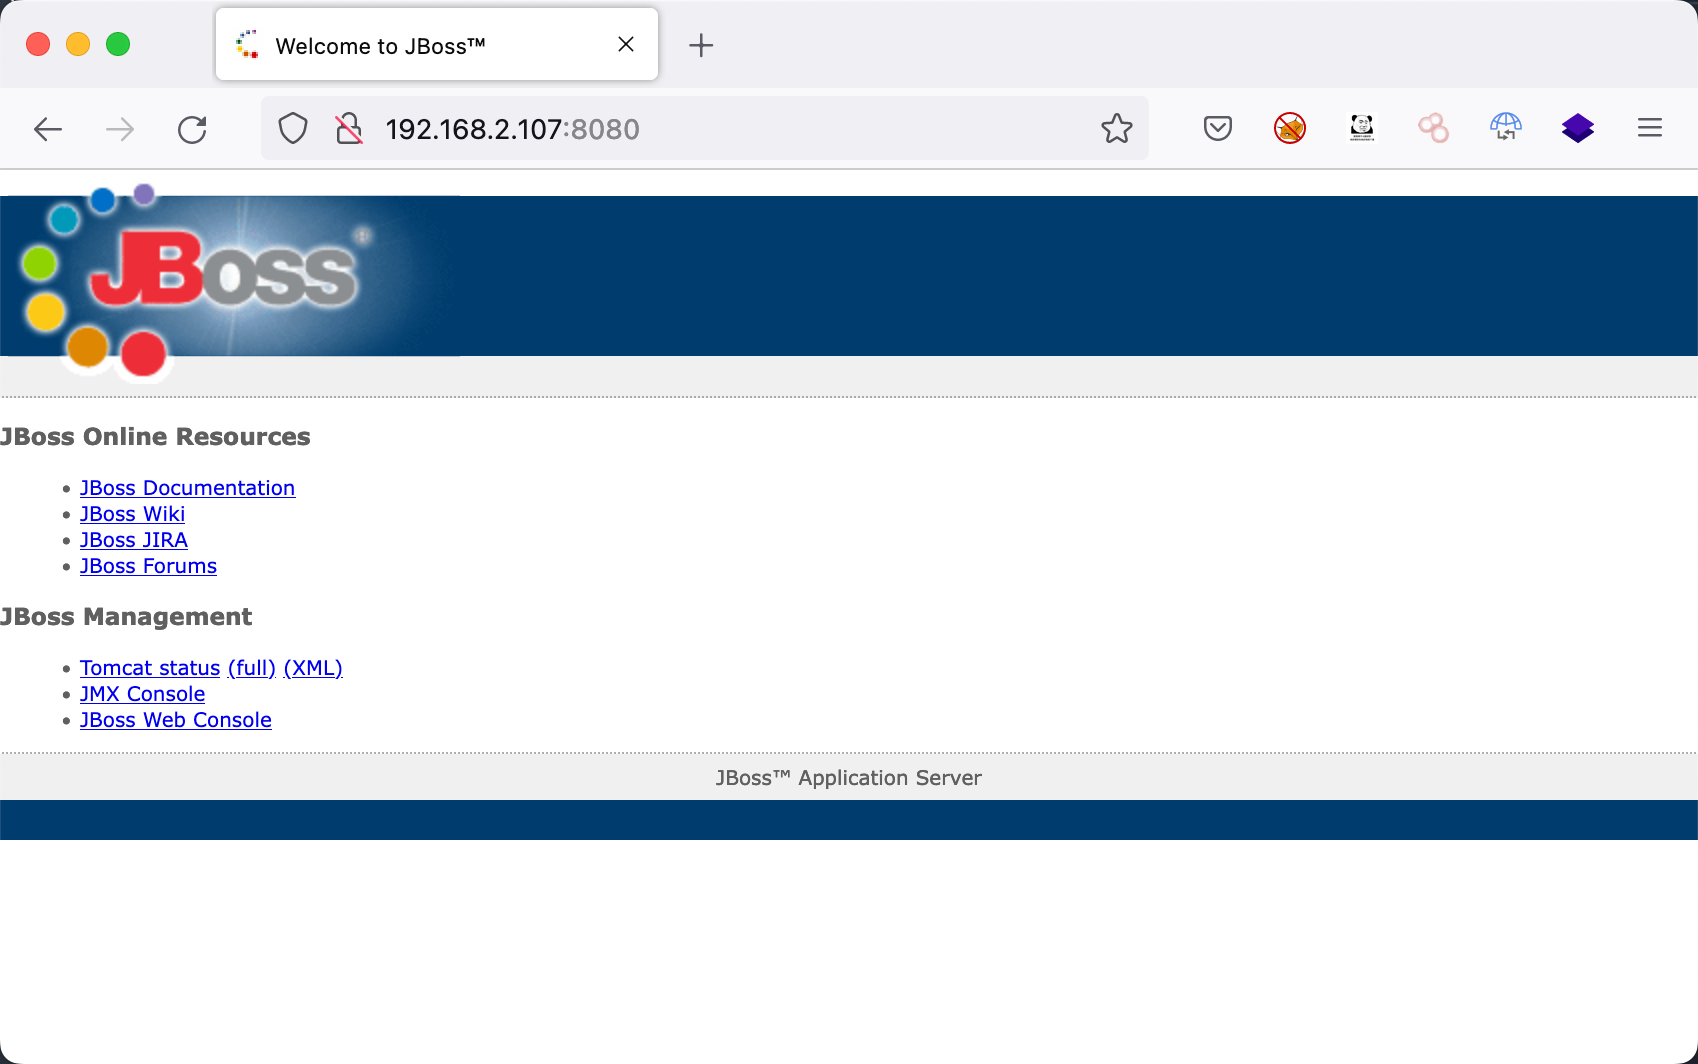 Welcome to JBoss™
192.168.2.107:8080
JBoss
JBoss Online Resources
JBoss Documentation
JBoss Wiki
JBoss JIRA
JBoss Forums
JBoss Management
Tomcat status (full) (XML)
JMX Console
JBoss Web Console
JBoss™ Application Server